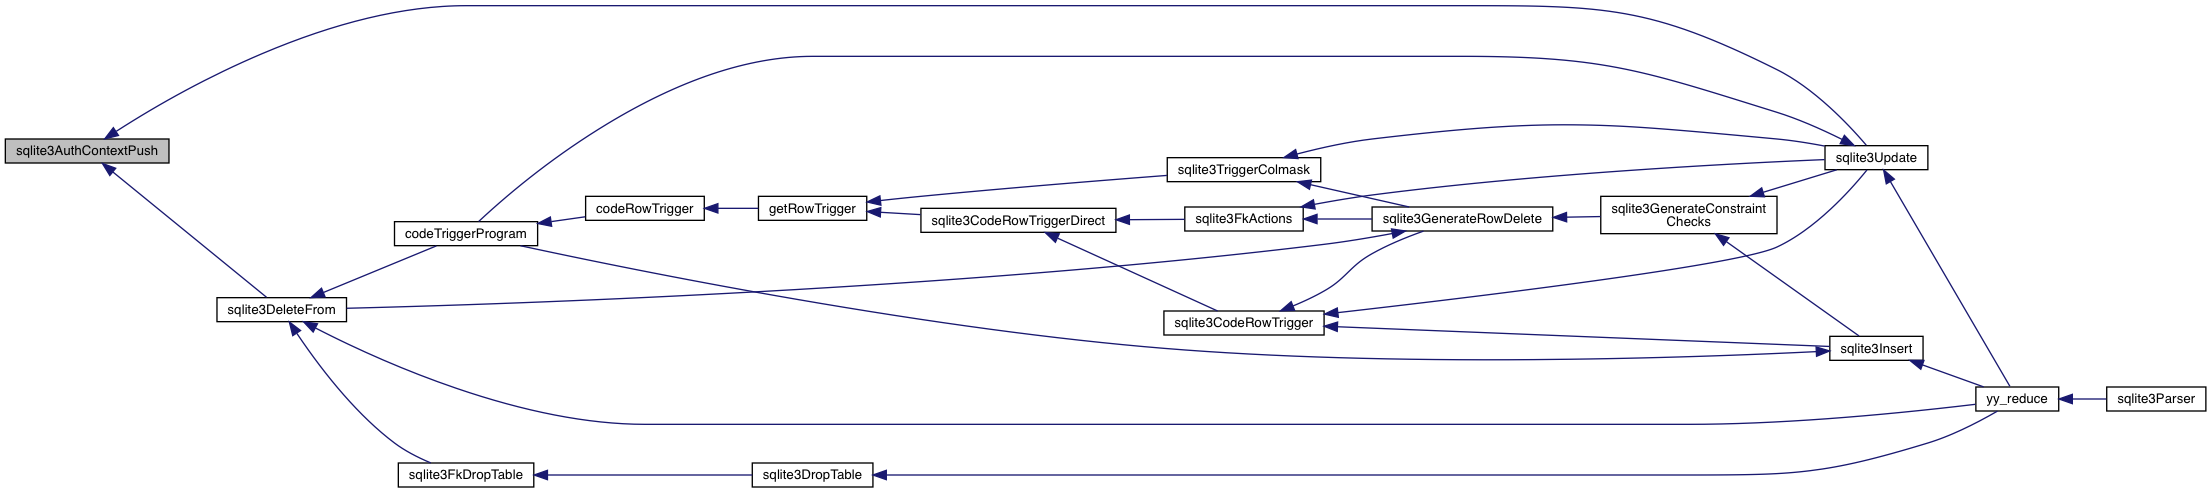 sqlite3AuthContextPush
sqlite3Update
sqlite3TriggerColmask
codeRowTrigger
getRowTrigger
sqlite3GenerateConstraint
Checks
sqlite3CodeRowTriggerDirect
sqlite3FkActions
sqlite3GenerateRowDelete
codeTriggerProgram
sqlite3DeleteFrom
sqlite3CodeRowTrigger
sqlite3Insert
yy_reduce
sqlite3Parser
sqlite3FkDropTable
sqlite3DropTable